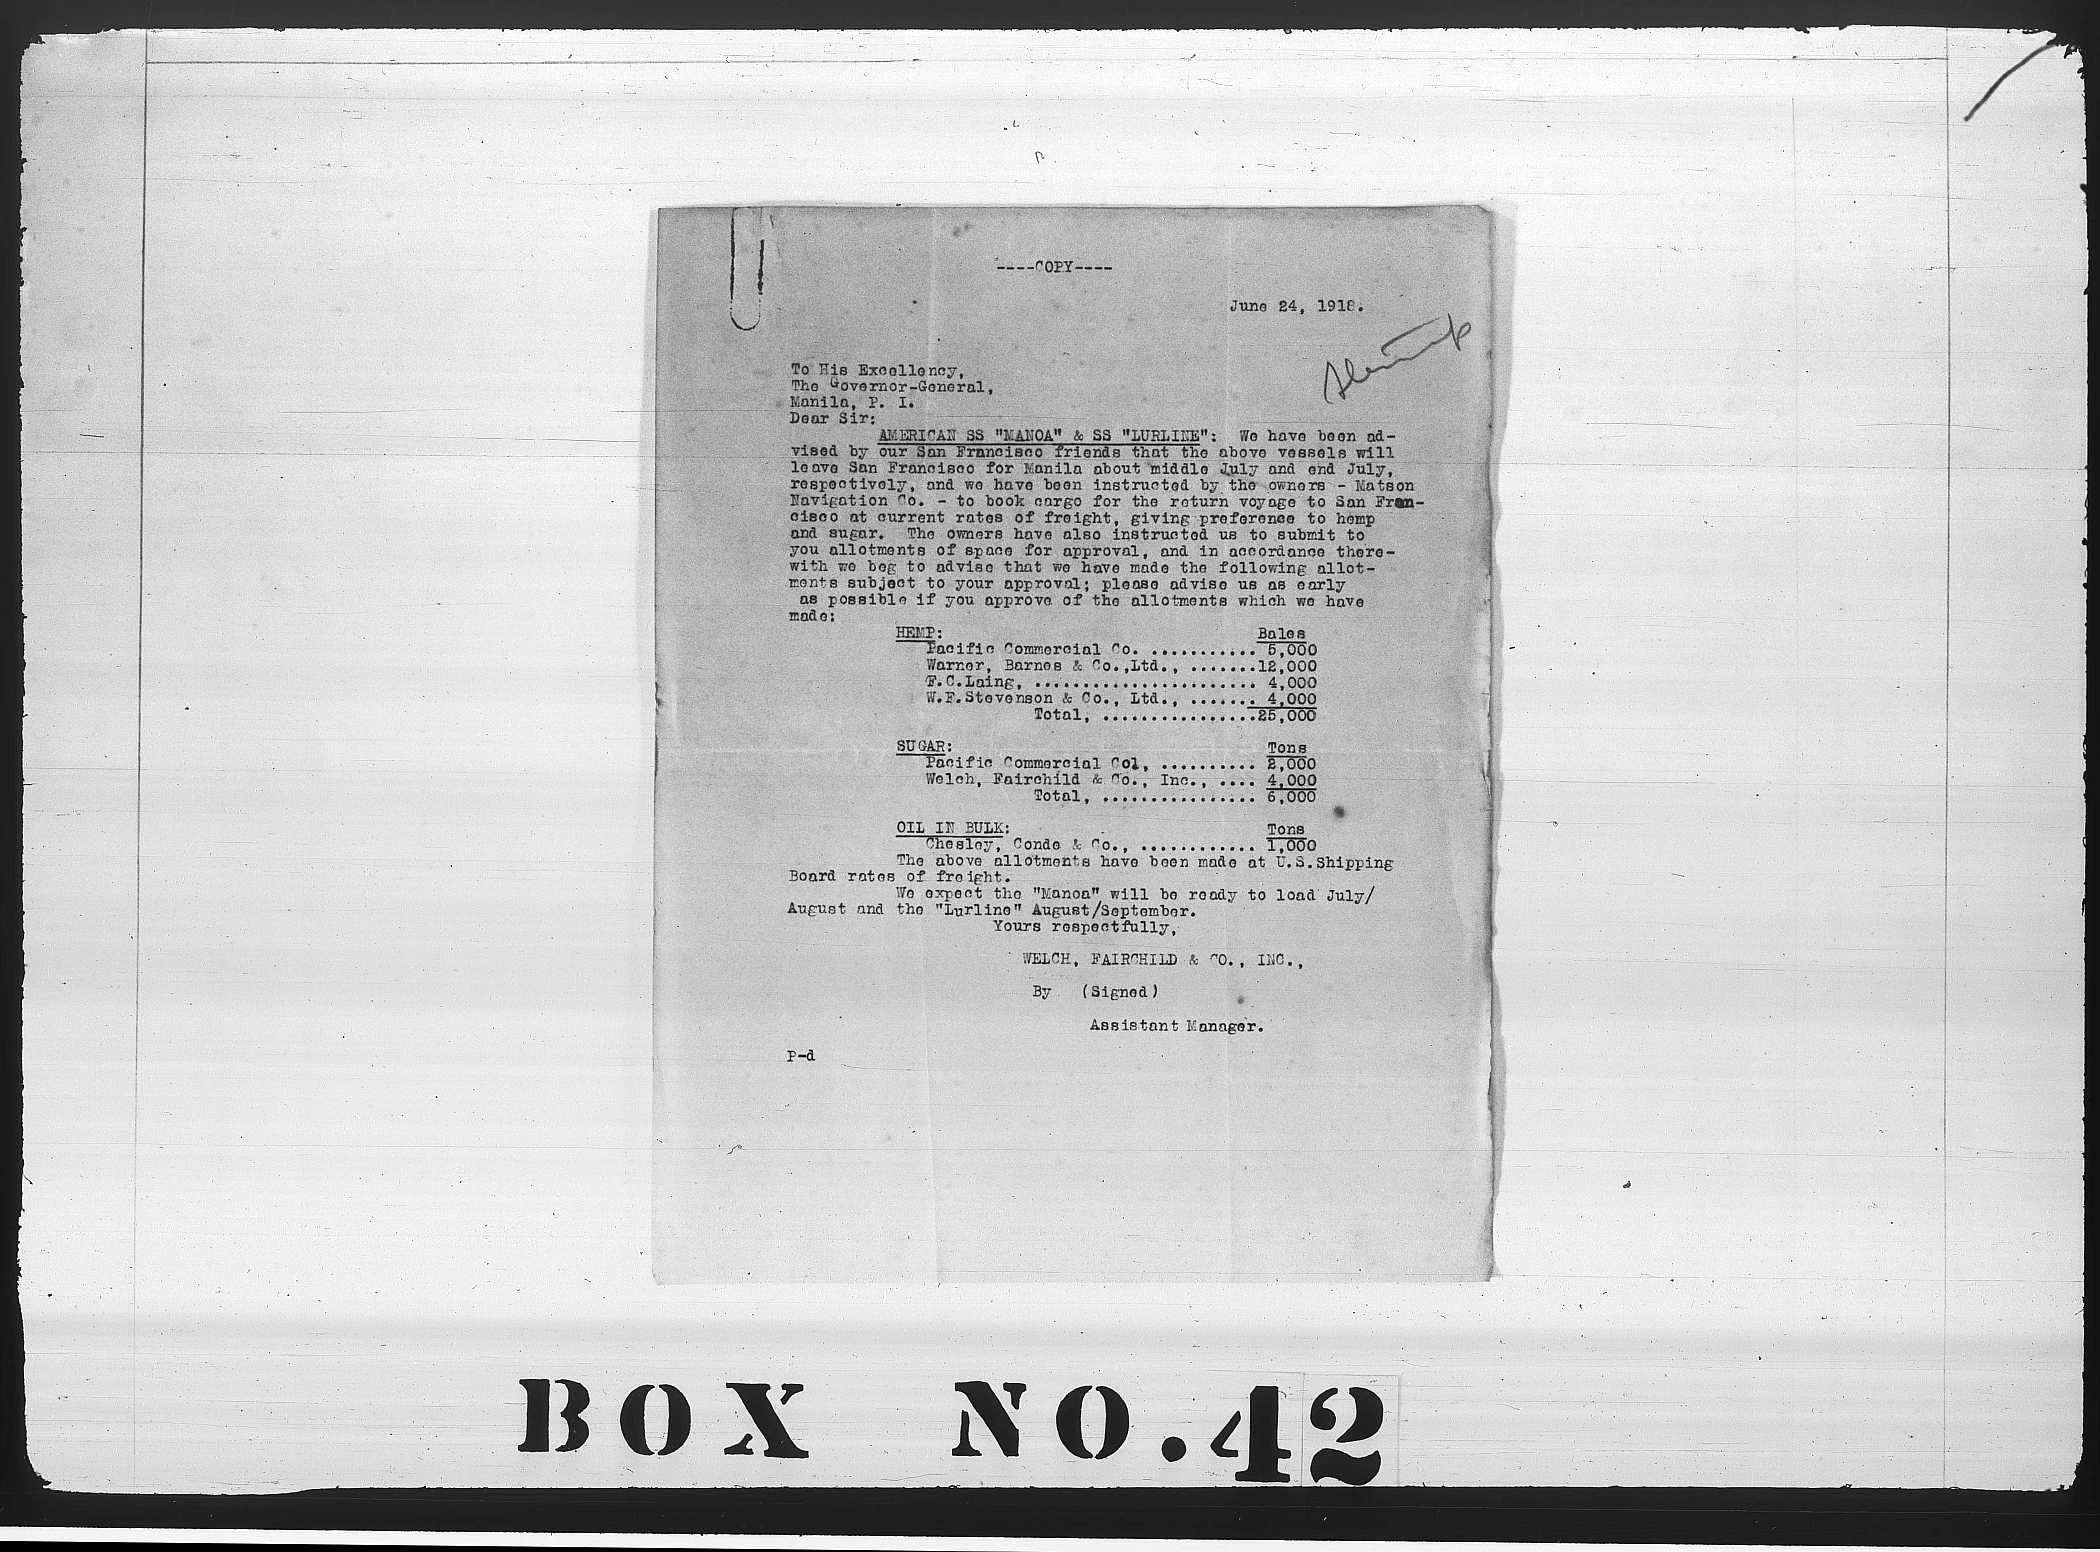 ----COPY----
June 24, 1918.
To His Excellency,
The Governor-General,
Manila, P. I.
Dear Sir:
AMERICAN SS "MANOA" & SS "LURLINE": We have been ad-
vised by our San Francisco friends that the above vessels will
leave San Francisco for Manila about middle July and end July,
respectively, and we have been instructed by the owners - Matson
Navigation Co. - to book cargo for the return voyage to San Fran-
cisco at current rates of freight, giving preference to hemp
and sugar. The owners have also instructed us to submit to
you allotments of space for approval, and in accordance there-
with we beg to advise that we have made the following allot-
ments subject to your approval; please advise us as early
as possible if you approve of the allotments which we have
made:
HEMP: Bales
Pacific Commercial Co. ........... 5,000
Warner, Barnes & Co.,Ltd., .......12,000
F.C.Laing, ....................... 4,000
W.F.Stevenson & Co., Ltd., ....... 4,000
Total, ................25,000
SUGAR: Tons
Pacific Commercial Col, .......... 2,000
Welch, Fairchild & Co., Inc., .... 4,000
Total, ................ 6,000
OIL IN BULK: Tons
Chesley, Conde & Co., ............ 1,000
The above allotments have been made at U.S.Shipping
Board rates of freight.
We expect the "Manoa" will be ready to load July/
August and the "Lurline" August/September.
Yours respectfully,
WELCH, FAIRCHILD & CO., INC.,
By (Signed)
Assistant Manager.
P-d
BOX NO.42